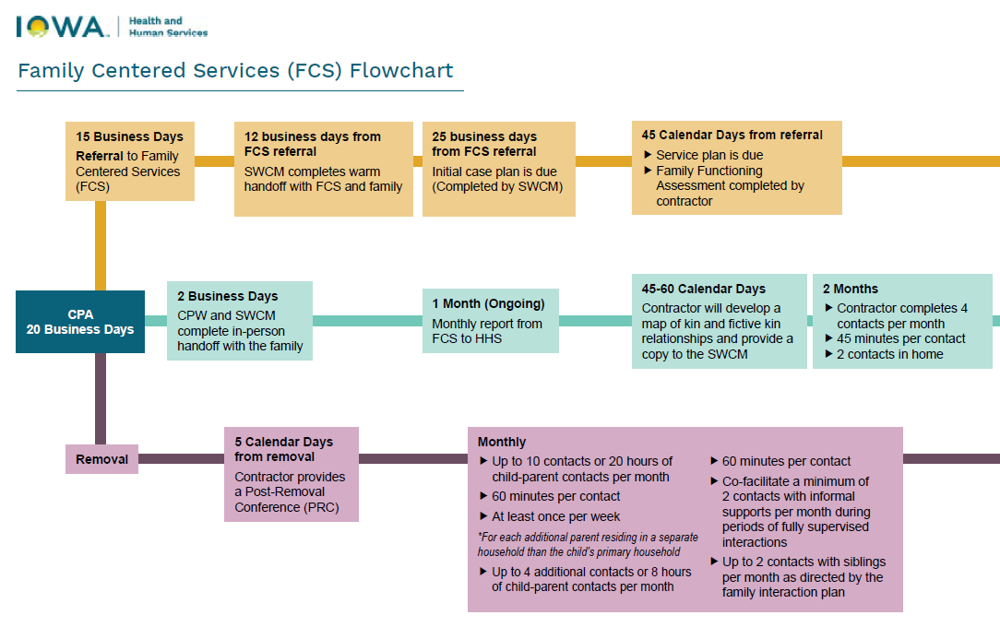 IOWA
Health and
Human Services
Family Centered Services (FCS) Flowchart
15 Business Days
Referral to Family
Centered Services
(FCS)
12 business days from
FCS referral
SWCM completes warm
handoff with FCS and family
25 business days
from FCS referral
Initial case plan is due
(Completed by SWCM)
45 Calendar Days from referral
Service plan is due
Family Functioning
Assessment completed by
contractor
CPA
20 Business Days
2 Business Days
CPW and SWCM
complete in-person
handoff with the family
1 Month (Ongoing)
Monthly report from
FCS to HHS
45-60 Calendar Days
Contractor will develop a
map of kin and fictive kin
relationships and provide a
copy to the SWCM
2 Months
Contractor completes 4
contacts per month
45 minutes per contact
2 contacts in home
Removal
5 Calendar Days
from removal
Contractor provides
a Post-Removal
Conference (PRC)
Monthly
Up to 10 contacts or 20 hours of
child-parent contacts per month
60 minutes per contact
At least once per week
*For each additional parent residing in a separate
household than the child's primary household
Up to 4 additional contacts or 8 hours
of child-parent contacts per month
60 minutes per contact
Co-facilitate a minimum of
2 contacts with informal
supports per month during
periods of fully supervised
interactions
Up to 2 contacts with siblings
per month as directed by the
family interaction plan